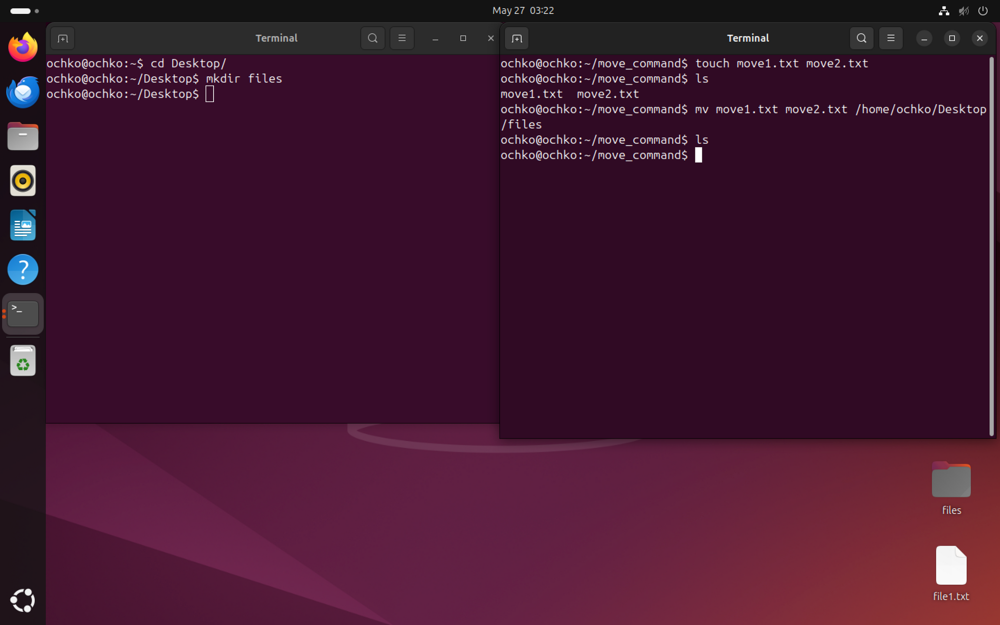 May 27  03:22
Terminal
ochko@ochko:~$ cd Desktop/
ochko@ochko:~/Desktop$ mkdir files
ochko@ochko:~/Desktop$
Terminal
ochko@ochko:~/move_command$ touch move1.txt move2.txt
ochko@ochko:~/move_command$ ls
move1.txt  move2.txt
ochko@ochko:~/move_command$ mv move1.txt move2.txt /home/ochko/Desktop
/files
ochko@ochko:~/move_command$ ls
ochko@ochko:~/move_command$
>_
?
files
file1.txt